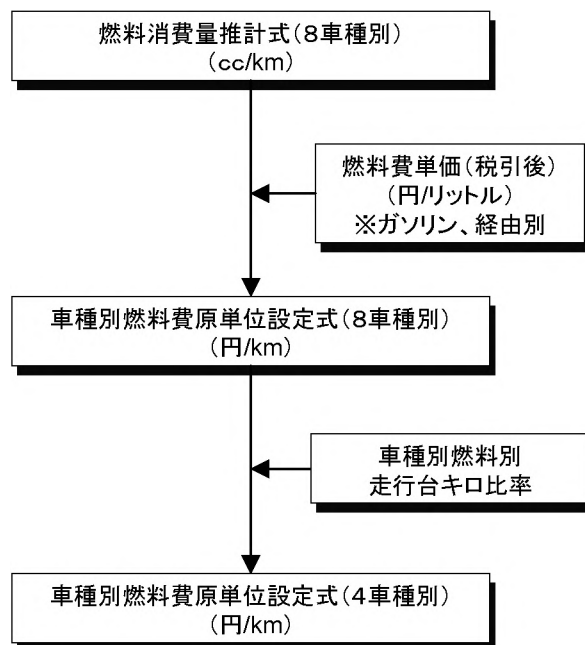 燃料消費量推計式(8車種別)
(cc/km)
燃料費単価(税引後)
(円/リットル)
※ガソリン、経由別
車種別燃料費原単位設定式(8車種別)
(円/km)
車種別燃料別
走行台キロ比率
車種別燃料費原単位設定式(4車種別)
(円/km)